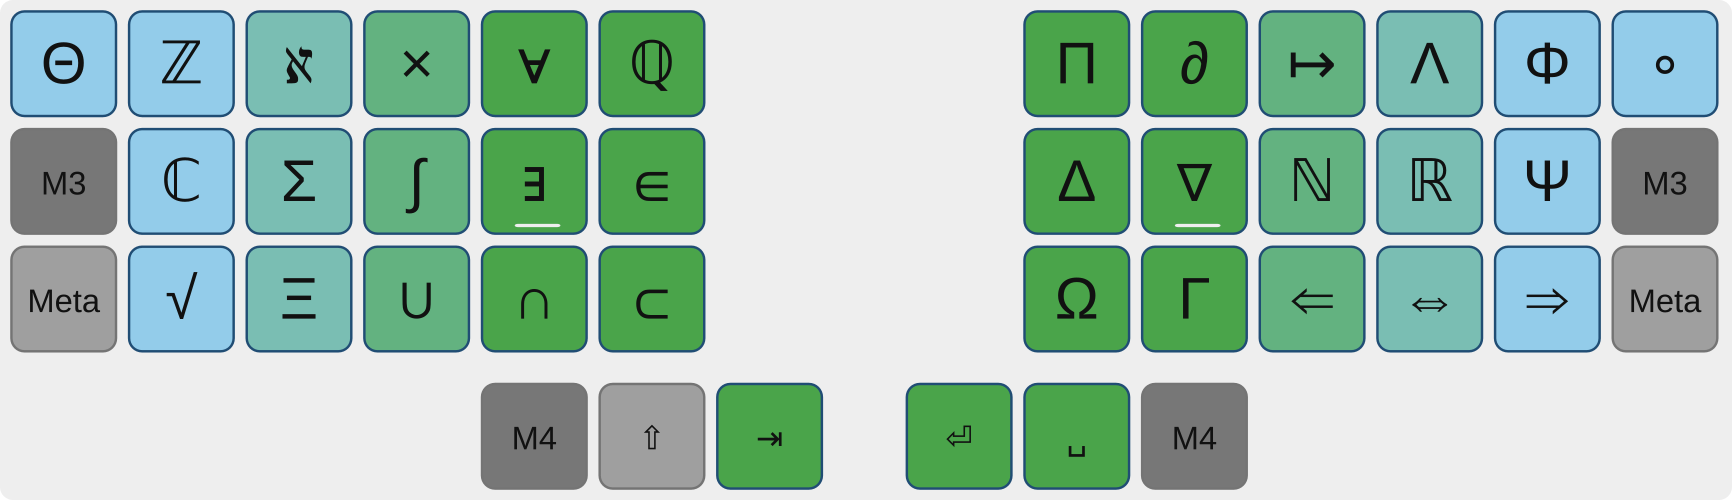 Θ ℤ ℵ × ∀ ℚ Π ∂ ↦ Λ Φ ∘
M3 ℂ Σ ∫ ∃ ∈ Δ ∇ ℕ ℝ Ψ M3
Meta √ Ξ ∪ ∩ ⊂ Ω Γ ⇐ ⇔ ⇒ Meta
M4 ⇧ ⇥ ⏎ ␣ M4